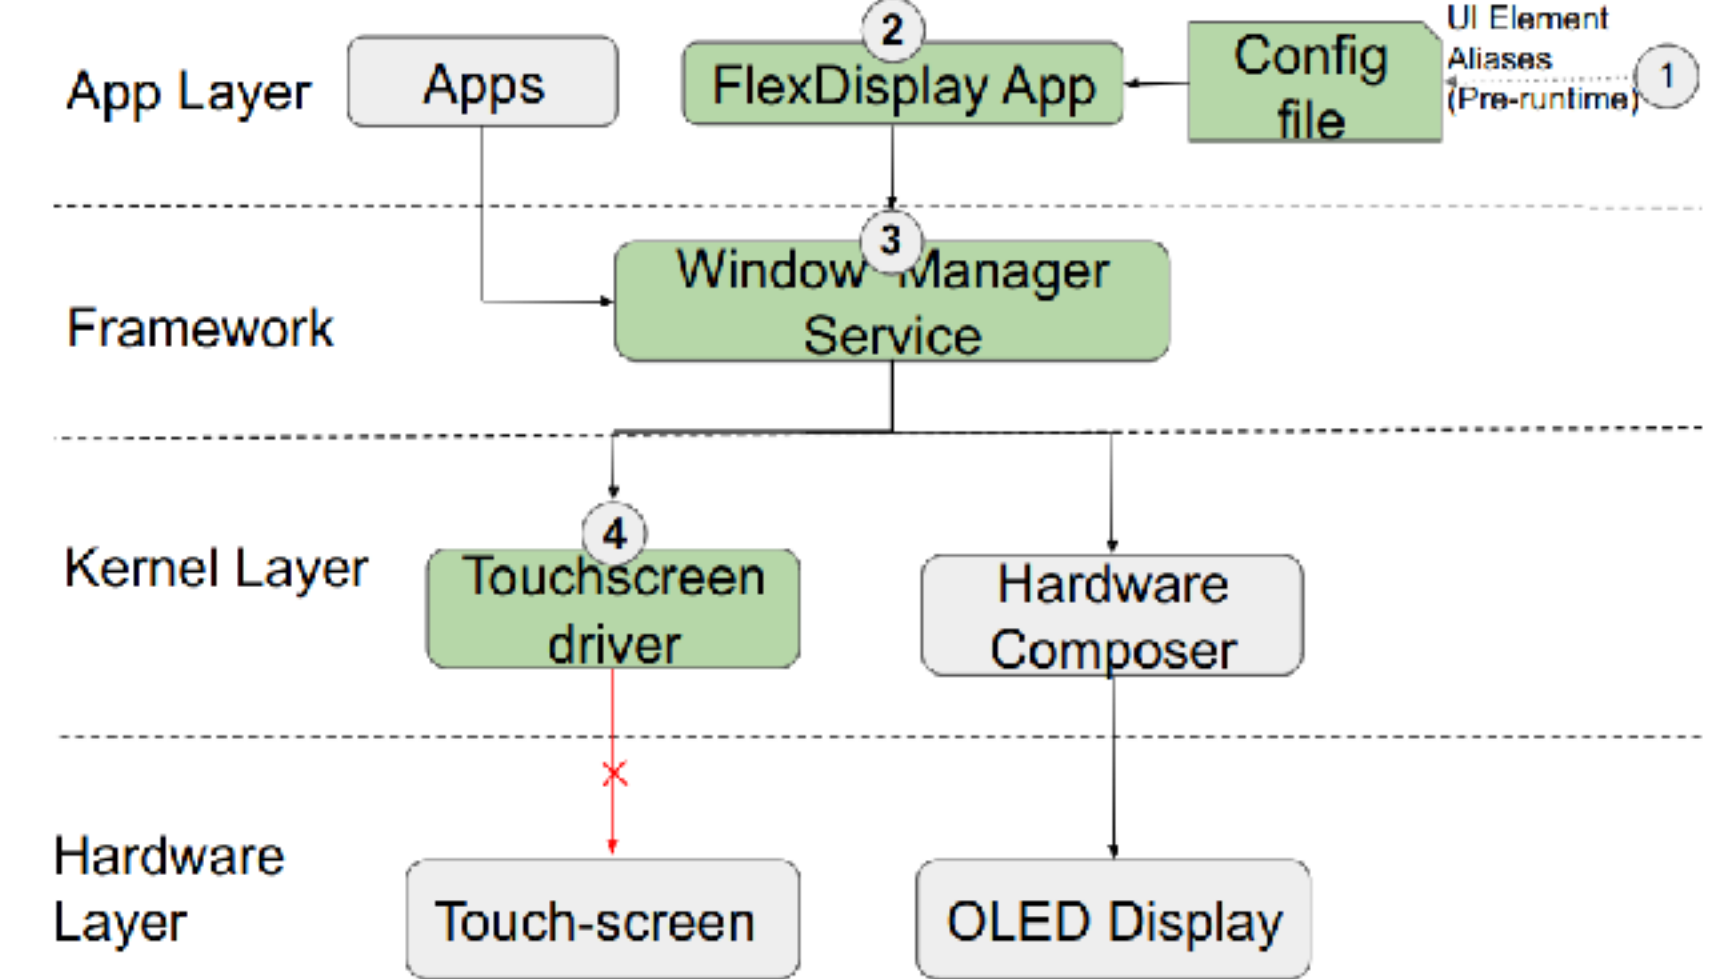 UI Element
Aliases
(Pre-runtime)
1
2
Config
file
App Layer
Apps
FlexDisplay App
3
Window Manager
Service
Framework
4
Kernel Layer
Touchscreen
driver
Hardware
Composer
Hardware
Layer
Touch-screen
OLED Display